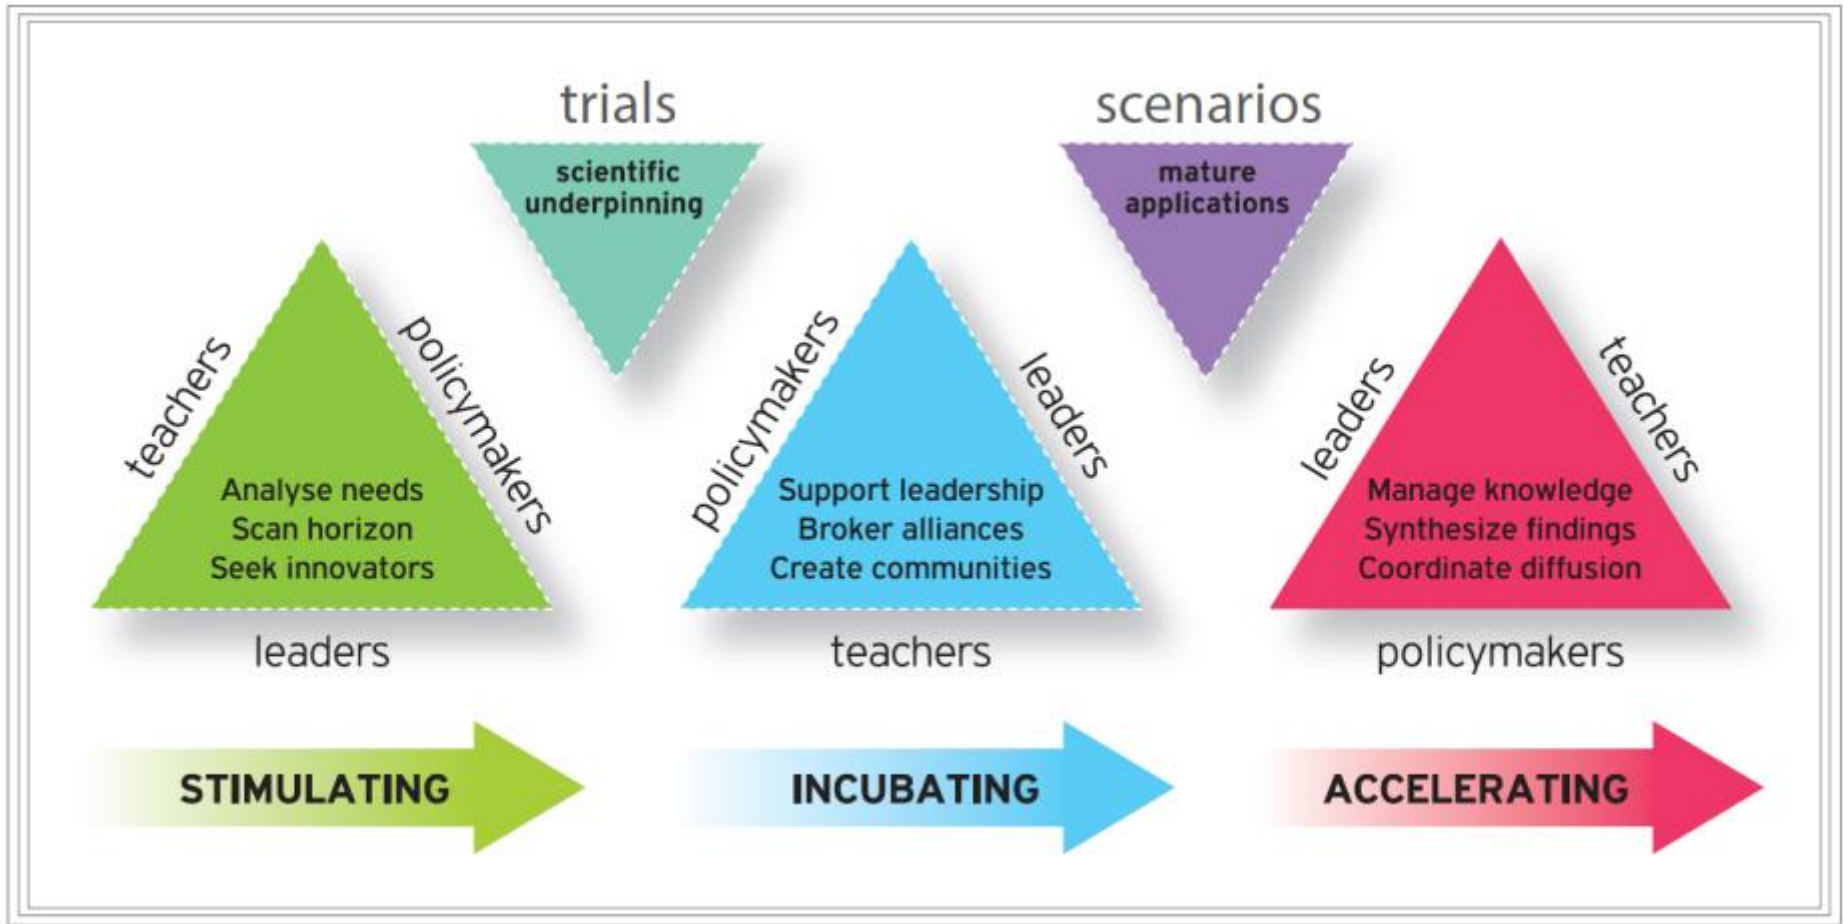 trials
scenarios
scientific
underpinning
mature
applications
teachers
policymakers
Analyse needs
Scan horizon
Seek innovators
leaders
policymakers
leaders
Support leadership
Broker alliances
Create communities
teachers
leaders
teachers
Manage knowledge
Synthesize findings
Coordinate diffusion
policymakers
STIMULATING
INCUBATING
ACCELERATING